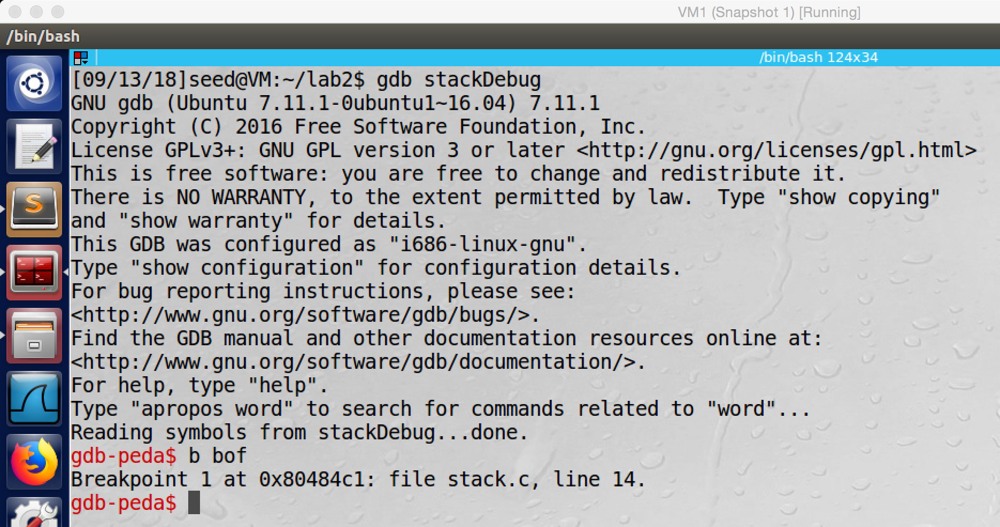 VM1 (Snapshot 1) [Running]
/bin/bash
/bin/bash 124x34
[09/13/18]seed@VM:~/lab2$ gdb stackDebug
GNU gdb (Ubuntu 7.11.1-0ubuntu1~16.04) 7.11.1
Copyright (C) 2016 Free Software Foundation, Inc.
License GPLv3+: GNU GPL version 3 or later <http://gnu.org/licenses/gpl.html>
This is free software: you are free to change and redistribute it.
There is NO WARRANTY, to the extent permitted by law.  Type "show copying"
and "show warranty" for details.
This GDB was configured as "i686-linux-gnu".
Type "show configuration" for configuration details.
For bug reporting instructions, please see:
<http://www.gnu.org/software/gdb/bugs/>.
Find the GDB manual and other documentation resources online at:
<http://www.gnu.org/software/gdb/documentation/>.
For help, type "help".
Type "apropos word" to search for commands related to "word"...
Reading symbols from stackDebug...done.
gdb-peda$ b bof
Breakpoint 1 at 0x80484c1: file stack.c, line 14.
gdb-peda$